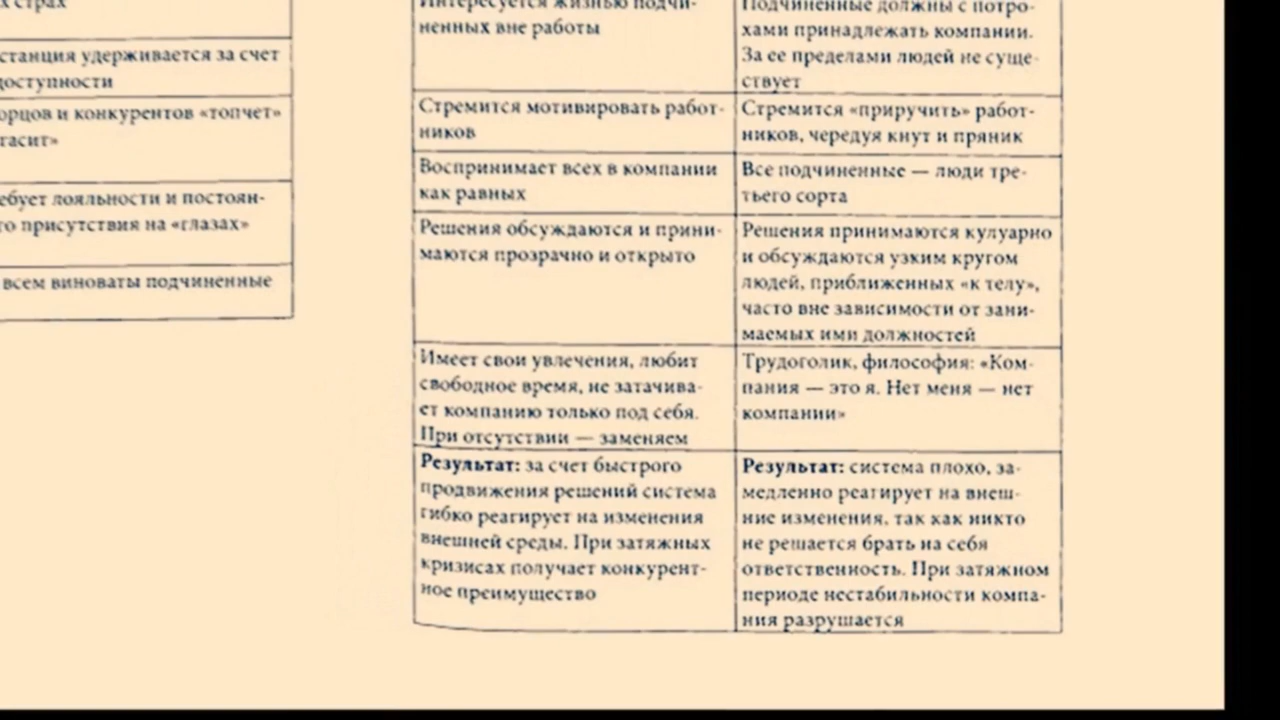 х страх
станция удерживается за счет
доступности
орцов и конкурентов «топчет»
гасит»
ебует лояльности и постоян-
го присутствия на «глазах»
всем виноваты подчиненные
Интересуется жизнью подчи-
ненных вне работы
Подчиненные должны с потро-
хами принадлежать компании.
За ее пределами людей не суще-
ствует
Стремится мотивировать работ-
ников
Стремится «приручить» работ-
ников, чередуя кнут и пряник
Воспринимает всех в компании
как равных
Все подчиненные — люди тре-
тьего сорта
Решения обсуждаются и прини-
маются прозрачно и открыто
Решения принимаются кулуарно
и обсуждаются узким кругом
людей, приближенных «к телу»,
часто вне зависимости от зани-
маемых ими должностей
Имеет свои увлечения, любит
свободное время, не затачива-
ет компанию только под себя.
При отсутствии — заменяем
Трудоголик, философия: «Ком-
пания — это я. Нет меня — нет
компании»
Результат: за счет быстрого
продвижения решений система
гибко реагирует на изменения
внешней среды. При затяжных
кризисах получает конкурент-
ное преимущество
Результат: система плохо, за-
медленно реагирует на внеш-
ние изменения, так как никто
не решается брать на себя
ответственность. При затяжном
периоде нестабильности компа-
ния разрушается